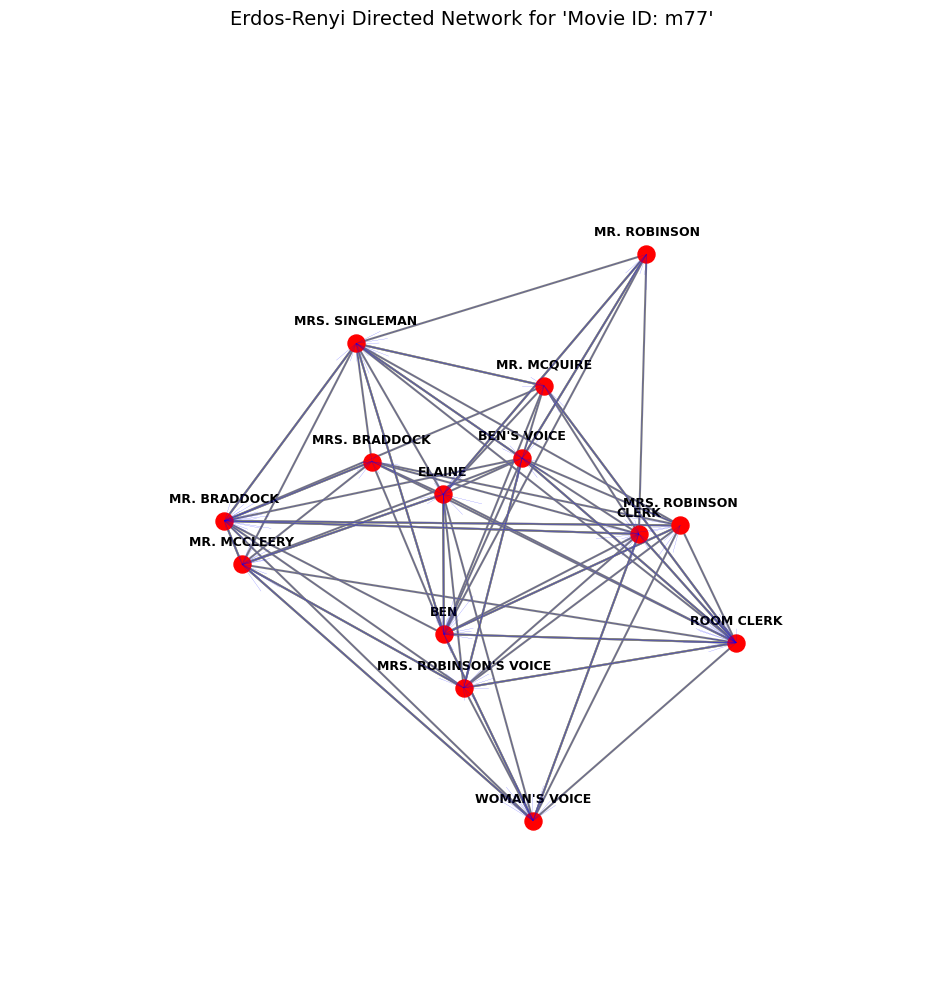 Erdos-Renyi Directed Network for 'Movie ID: m77'
MR. ROBINSON
MRS. SINGLEMAN
MR. MCQUIRE
BEN'S VOICE
MRS. BRADDOCK
ELAINE
MR. BRADDOCK
MRS. ROBINSON
CLERK
MR. MCCLEERY
BEN
ROOM CLERK
MRS. ROBINSON'S VOICE
WOMAN'S VOICE